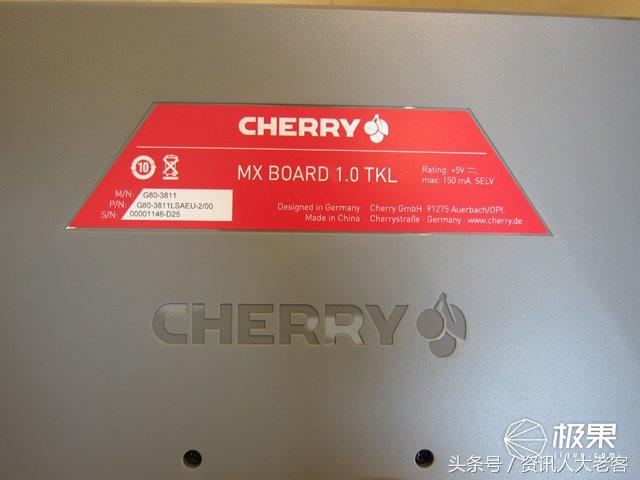 CHERRY
10
MX BOARD 1.0 TKL
Rating: +5V
max. 150 mA, SELV
M/N: G80-3811
P/N: G80-3811LSAEU-2/00
S/N: 00001146-D25
Designed in Germany
Made in China
Cherry GmbH · 91275 Auerbach/OPf.
Cherrystraße · Germany · www.cherry.de
CHERRY
极果
头条号 / 资讯人大老客